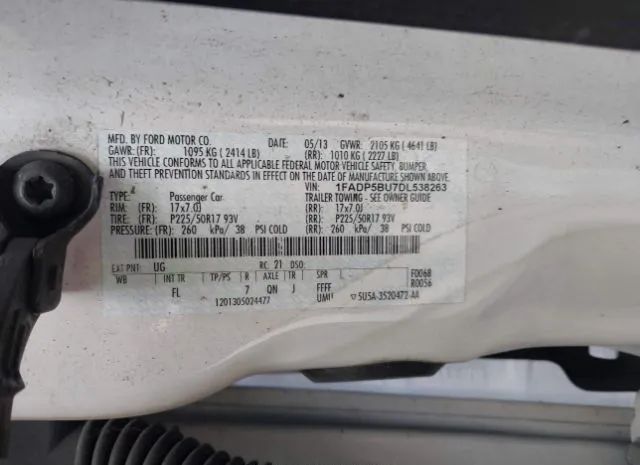 MFD. BY FORD MOTOR CO. DATE: 05/13 GVWR: 2105 KG ( 4641 LB)
GAWR: (FR): 1095 KG ( 2414 LB) (RR): 1010 KG ( 2227 LB)
THIS VEHICLE CONFORMS TO ALL APPLICABLE FEDERAL MOTOR VEHICLE SAFETY, BUMPER,
AND THEFT PREVENTION STANDARDS IN EFFECT ON THE DATE OF MANUFACTURE SHOWN ABOVE.
VIN: 1FADP5BU7DL538263
TYPE: Passenger Car TRAILER TOWING - SEE OWNER GUIDE
RIM: (FR) 17x7.0J (RR): 17x7.0J
TIRE: (FR) P225/50R17 93V (RR): P225/50R17 93V
PRESSURE: (FR) 260 kPa/ 38 PSI COLD (RR): 260 kPa/ 38 PSI COLD
EXT PNT: UG RC: 21 DSO:
WB INT TR TP/PS R AXLE TR SPR L F0068
R0056
FL 7 QN J FFFF
1201305024477 UMI 5U5A-3520472-AA